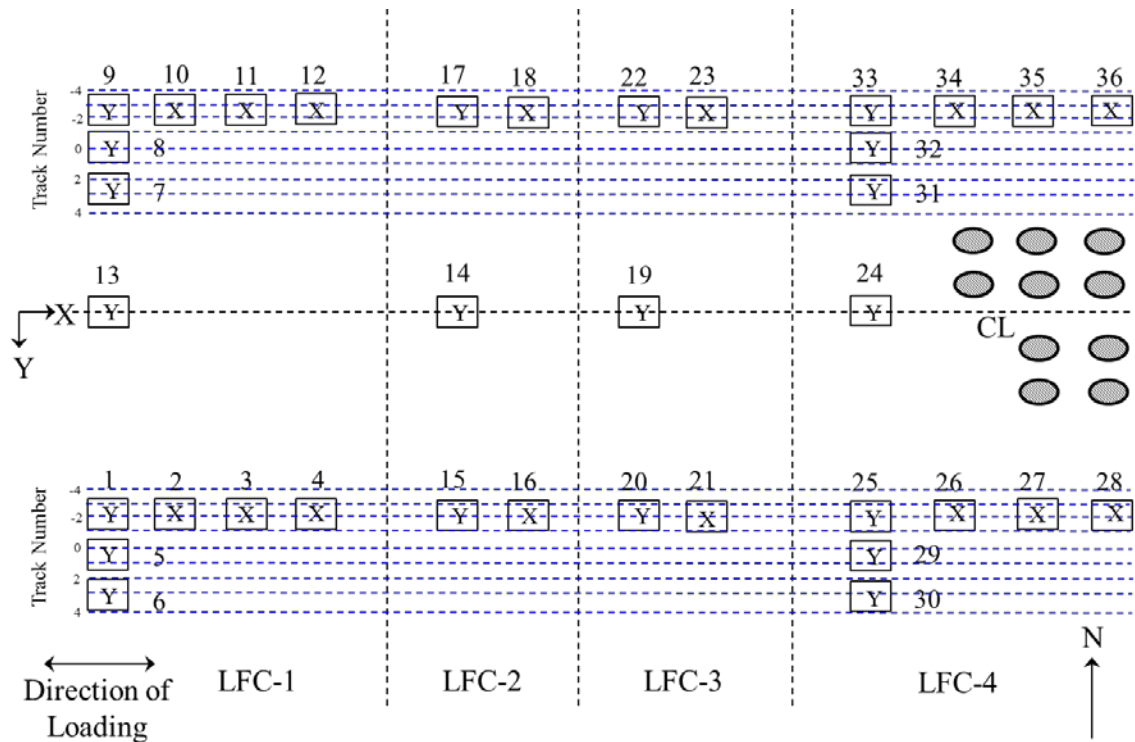 9 10 11 12 17 18 22 23 33 34 35 36
-4
Y X X X Y X Y X Y X X X
-2
Track Number
0 Y 8 Y 32
2 Y 7 Y 31
4
13 14 19 24
X Y Y Y Y
CL
Y
1 2 3 4 15 16 20 21 25 26 27 28
-4
Y X X X Y X Y X Y X X X
-2
Track Number
0 Y 5 Y 29
2 Y 6 Y 30
4
N
LFC-1 LFC-2 LFC-3 LFC-4
Direction of
Loading